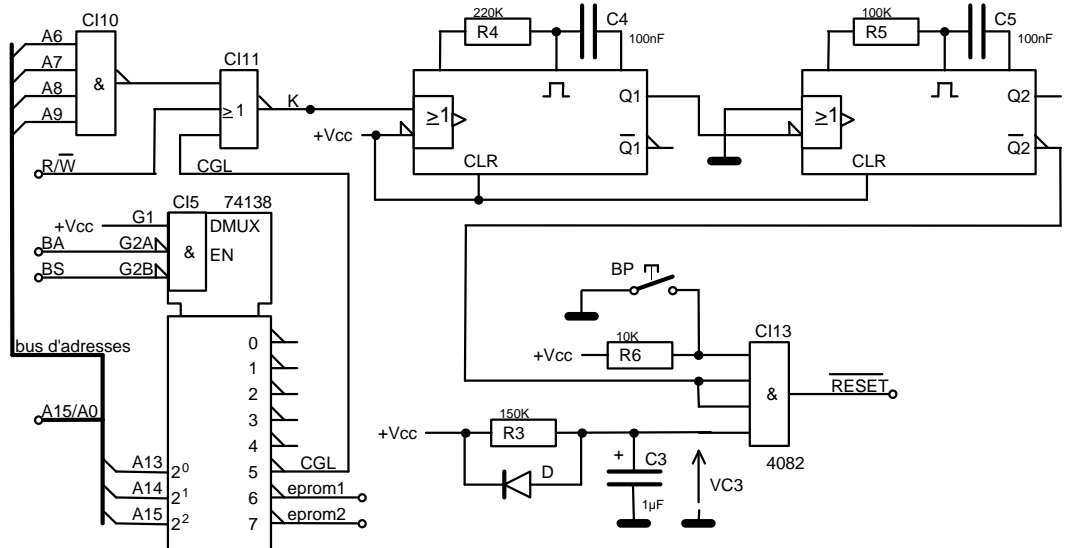 CI10
A6
A7
A8
A9
&
CI11
≥1
K
R/W̅
CGL
220K
R4
C4
100nF
≥1
+Vcc
CLR
Q1
Q̅1̅
100K
R5
C5
100nF
≥1
CLR
Q2
Q̅2̅
CI5
74138
+Vcc
G1
DMUX
BA
G2A
&
EN
BS
G2B
bus d'adresses
0
1
2
3
4
A15/A0
A13
2⁰
5
CGL
A14
2¹
6
eprom1
A15
2²
7
eprom2
BP
10K
+Vcc
R6
CI13
&
R̅E̅S̅E̅T̅
4082
150K
+Vcc
R3
D
+
C3
1µF
VC3